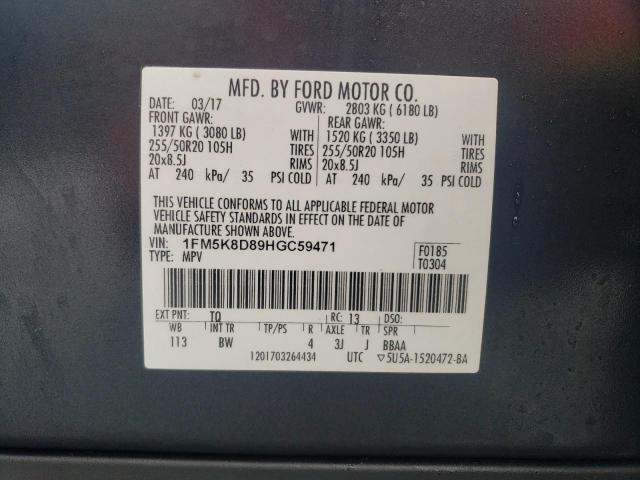 MFD. BY FORD MOTOR CO.
DATE: 03/17 GVWR: 2803 KG ( 6180 LB)
FRONT GAWR: REAR GAWR:
1397 KG ( 3080 LB) WITH 1520 KG ( 3350 LB) WITH
255/50R20 105H TIRES 255/50R20 105H TIRES
20x8.5J RIMS 20x8.5J RIMS
AT 240 kPa/ 35 PSI COLD AT 240 kPa/ 35 PSI COLD
THIS VEHICLE CONFORMS TO ALL APPLICABLE FEDERAL MOTOR
VEHICLE SAFETY STANDARDS IN EFFECT ON THE DATE OF
MANUFACTURE SHOWN ABOVE.
VIN: 1FM5K8D89HGC59471 F0185
TYPE: MPV T0304
EXT PNT: TQ RC: 13 DSO:
WB INT TR TP/PS R AXLE TR SPR
113 BW 4 3J J BBAA
1201703264434 UTC ▽5U5A-1520472-BA